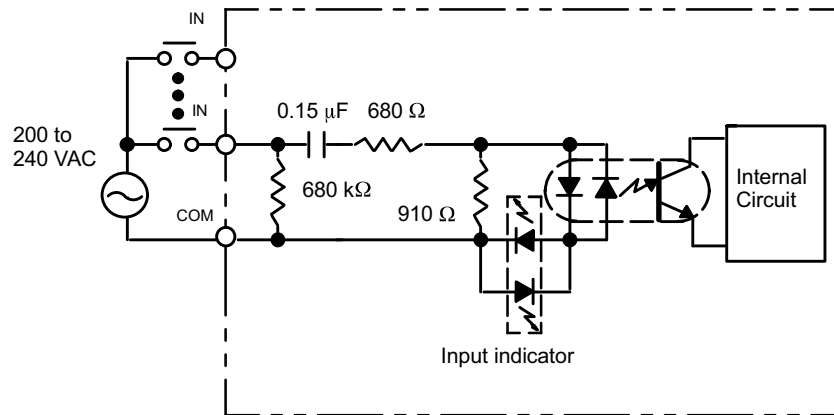 IN
IN
0.15 μF
680 Ω
200 to
240 VAC
680 kΩ
Internal
Circuit
COM
910 Ω
Input indicator